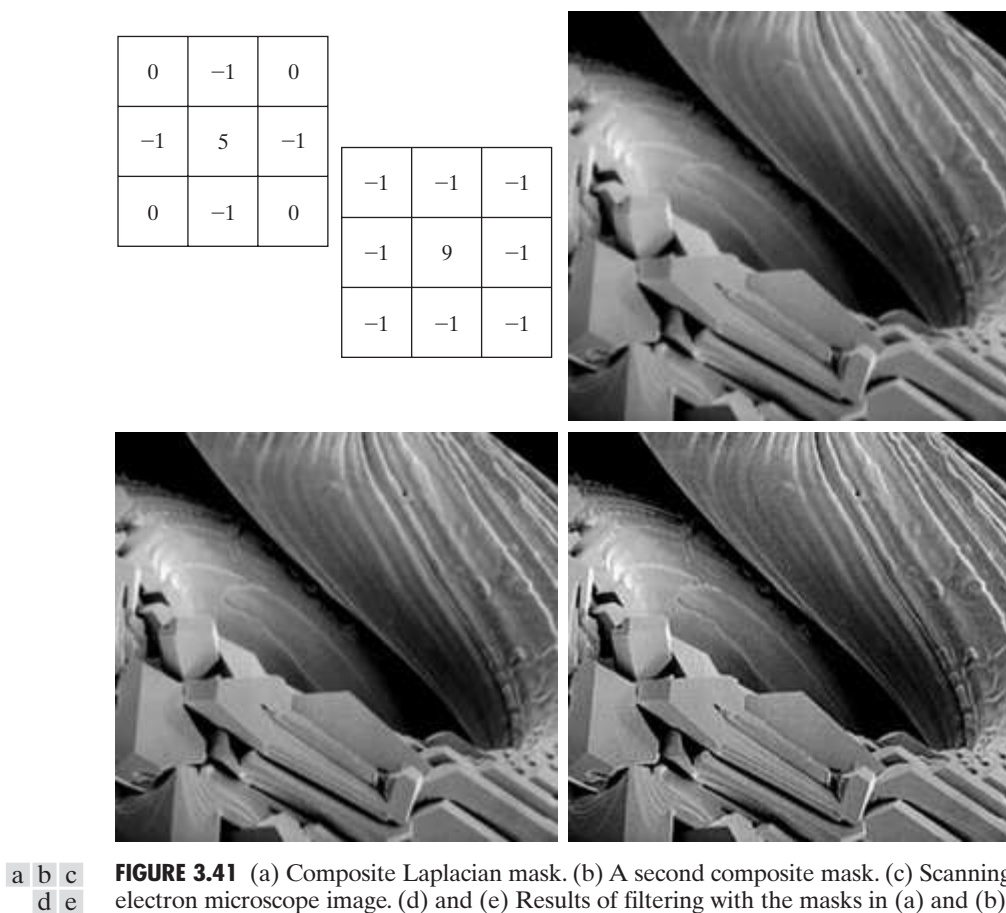 0 −1 0
−1 5 −1
0 −1 0
−1 −1 −1
−1 9 −1
−1 −1 −1
a b c
d e
FIGURE 3.41 (a) Composite Laplacian mask. (b) A second composite mask. (c) Scanning
electron microscope image. (d) and (e) Results of filtering with the masks in (a) and (b)